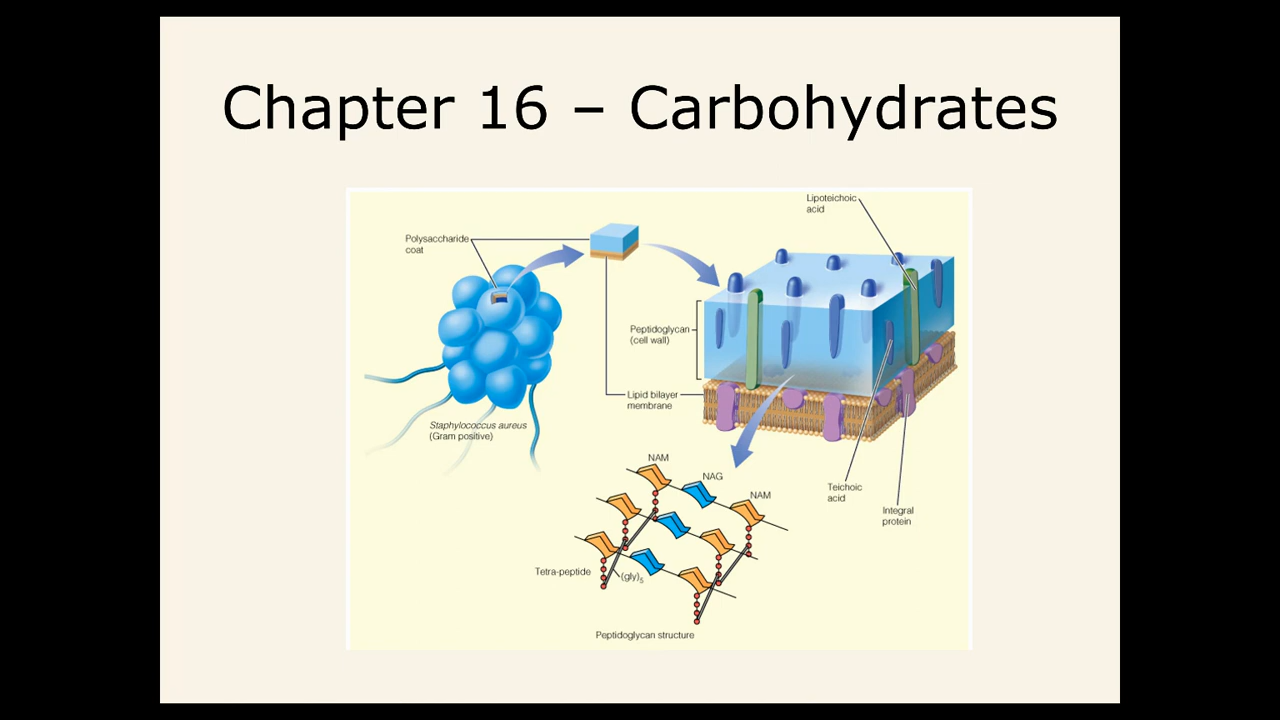 Chapter 16 – Carbohydrates
Lipoteichoic
acid
Polysaccharide
coat
Peptidoglycan
(cell wall)
Lipid bilayer
membrane
Staphylococcus aureus
(Gram positive)
NAM
NAG
NAM
Teichoic
acid
Integral
protein
Tetra-peptide
(gly)5
Peptidoglycan structure